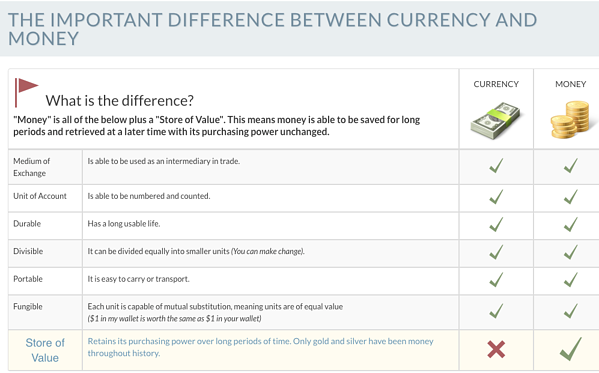 THE IMPORTANT DIFFERENCE BETWEEN CURRENCY AND
MONEY
CURRENCY
MONEY
What is the difference?
"Money" is all of the below plus a "Store of Value". This means money is able to be saved for long
periods and retrieved at a later time with its purchasing power unchanged.
Medium of
Exchange
Is able to be used as an intermediary in trade.
Unit of Account
Is able to be numbered and counted.
Durable
Has a long usable life.
Divisible
It can be divided equally into smaller units (You can make change).
Portable
It is easy to carry or transport.
Fungible
Each unit is capable of mutual substitution, meaning units are of equal value
($1 in my wallet is worth the same as $1 in your wallet)
Store of
Value
Retains its purchasing power over long periods of time. Only gold and silver have been money
throughout history.